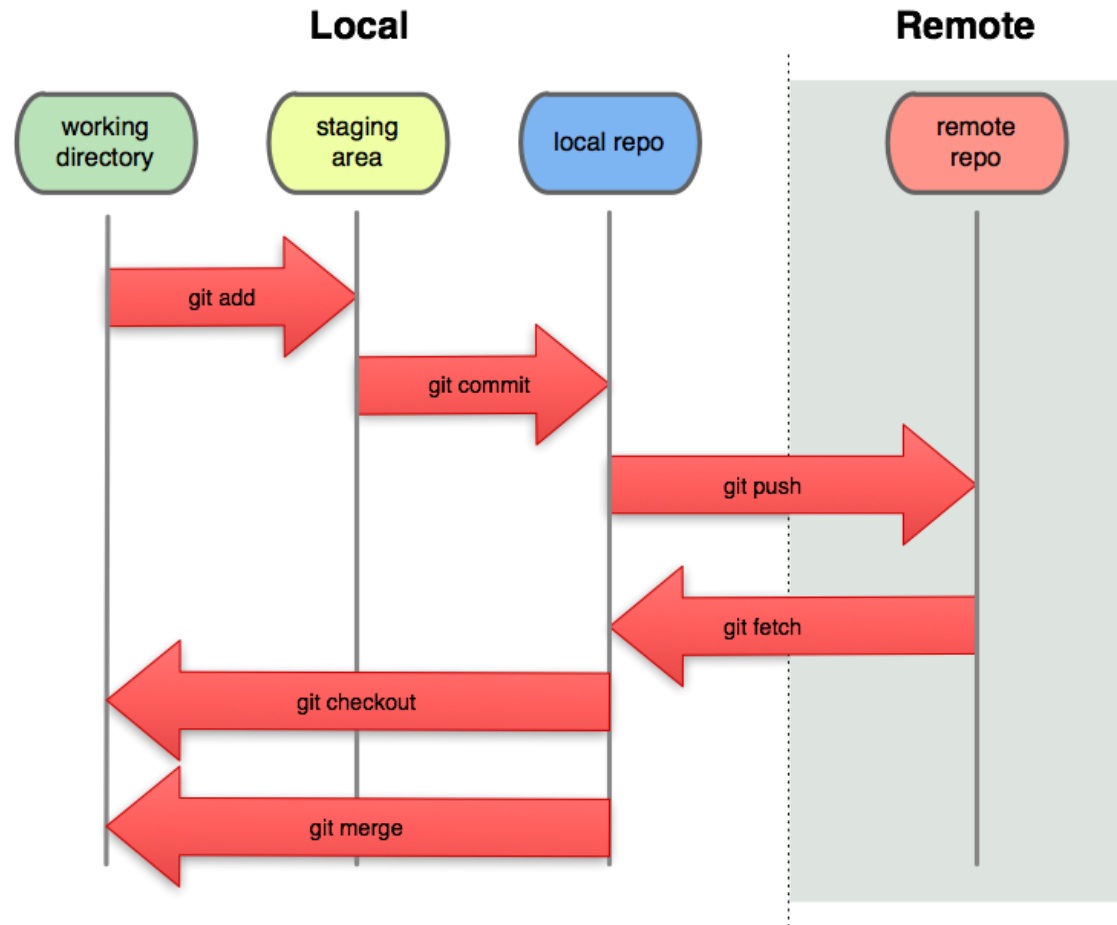 Local
Remote
working
directory
staging
area
local repo
remote
repo
git add
git commit
git push
git fetch
git checkout
git merge